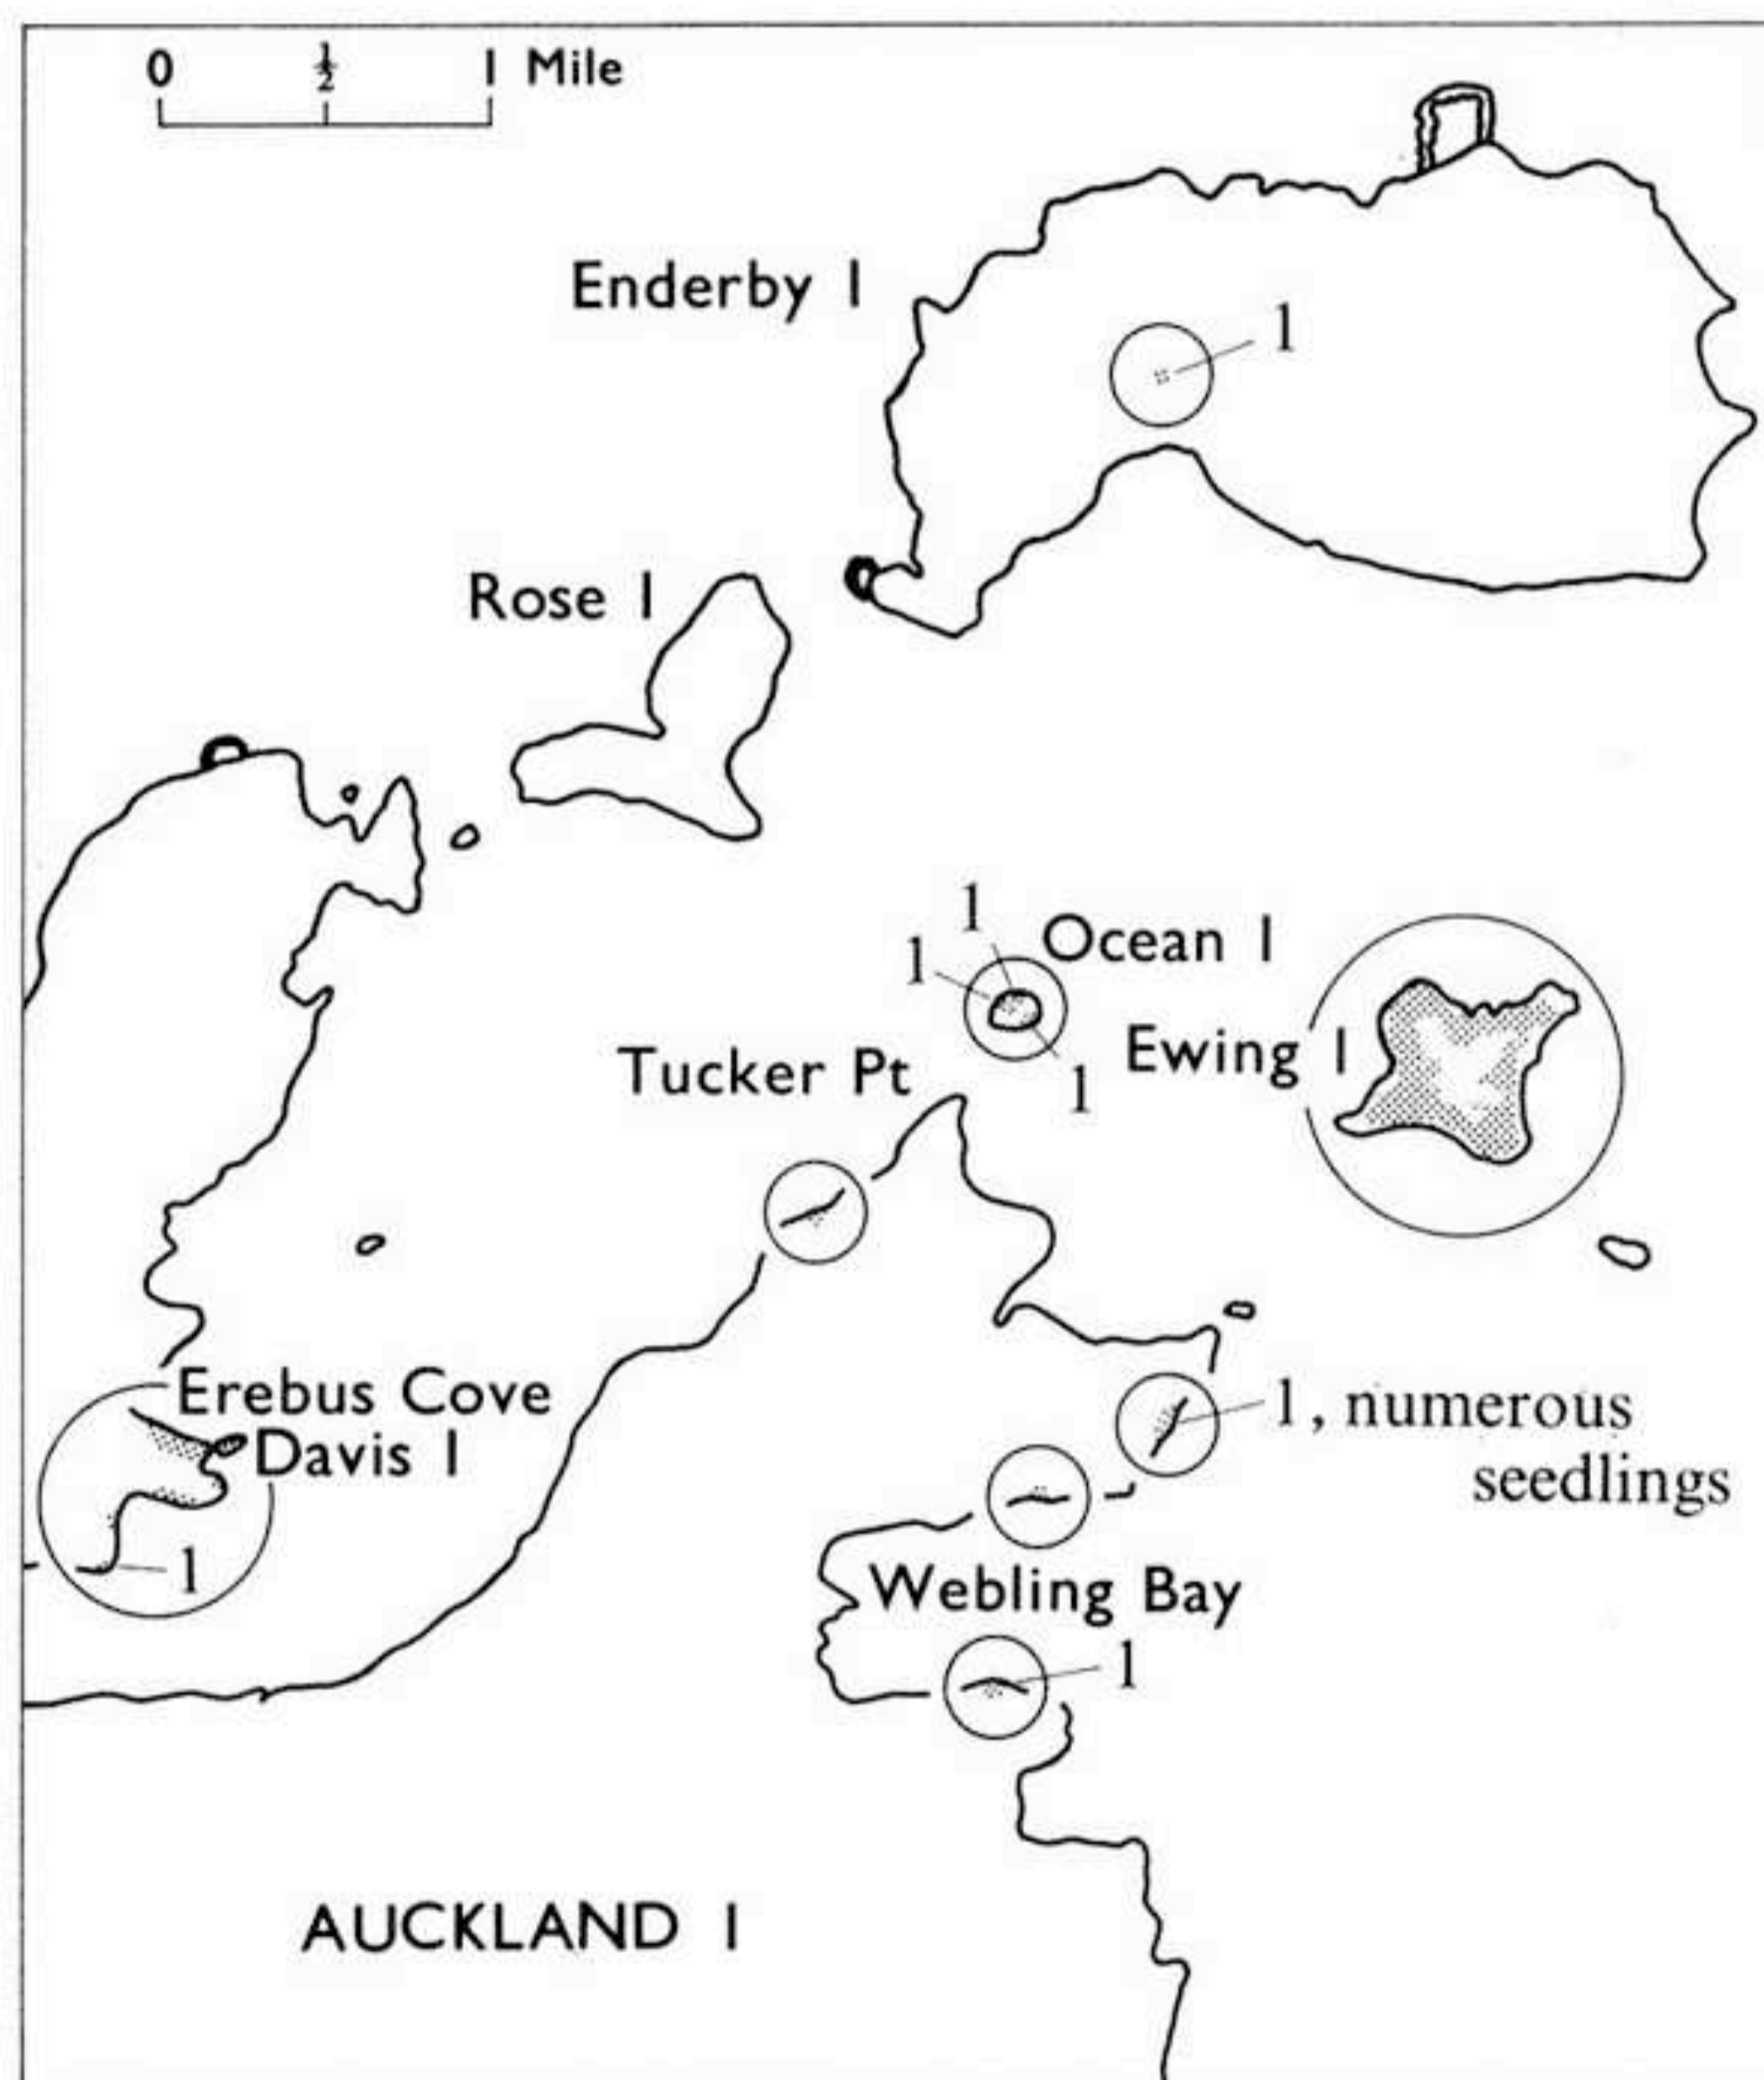 0 ½ 1 Mile
Enderby I
1
Rose I
1
Ocean I
1
Ewing I
Tucker Pt
1
Erebus Cove
1, numerous
seedlings
Davis I
1
Webling Bay
1
AUCKLAND I